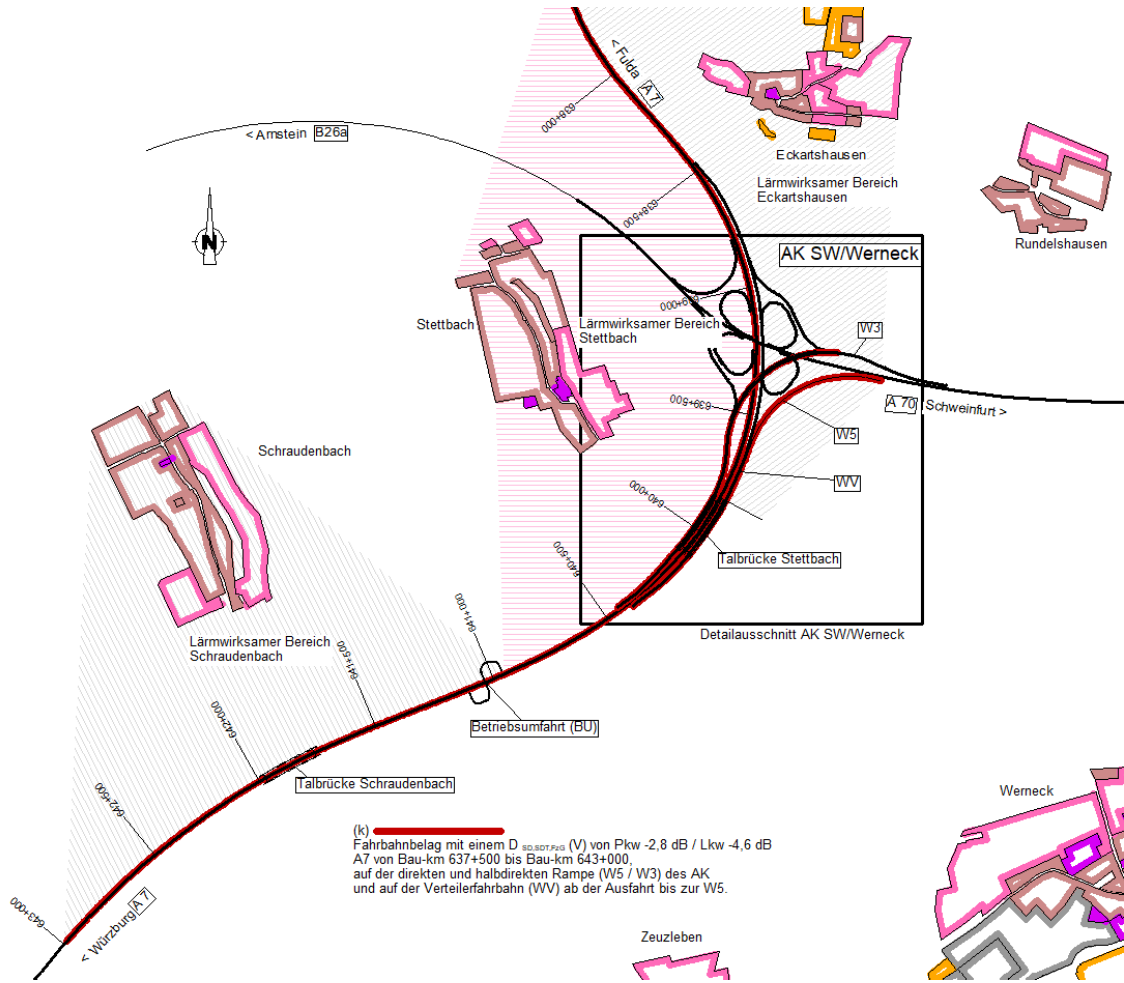 < Fulda A 7
638+000
< Arnstein B26a
Eckartshausen
Lärmwirksamer Bereich
Eckartshausen
638+500
N
Rundelshausen
AK SW/Werneck
639+000
Stettbach
Lärmwirksamer Bereich
Stettbach
W3
639+500
A 70 Schweinfurt >
W5
Schraudenbach
WV
640+000
Talbrücke Stettbach
640+500
641+000
Detailausschnitt AK SW/Werneck
Lärmwirksamer Bereich
Schraudenbach
641+500
642+000
Betriebsumfahrt (BU)
Talbrücke Schraudenbach
642+500
Werneck
(k)
Fahrbahnbelag mit einem D SD,SDT,FzG (V) von Pkw -2,8 dB / Lkw -4,6 dB
A7 von Bau-km 637+500 bis Bau-km 643+000,
auf der direkten und halbdirekten Rampe (W5 / W3) des AK
und auf der Verteilerfahrbahn (WV) ab der Ausfahrt bis zur W5.
643+000
< Würzburg A 7
Zeuzleben